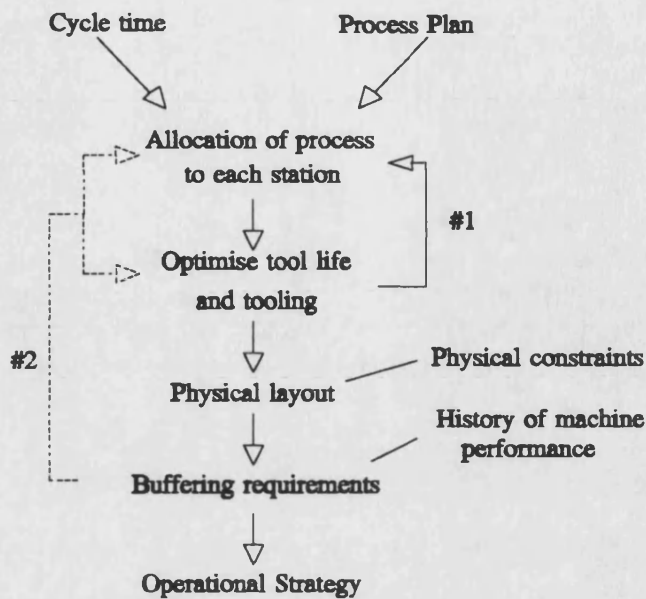 Cycle time
Process Plan
Allocation of process
to each station
#1
Optimise tool life
and tooling
#2
Physical constraints
Physical layout
History of machine
performance
Buffering requirements
Operational Strategy